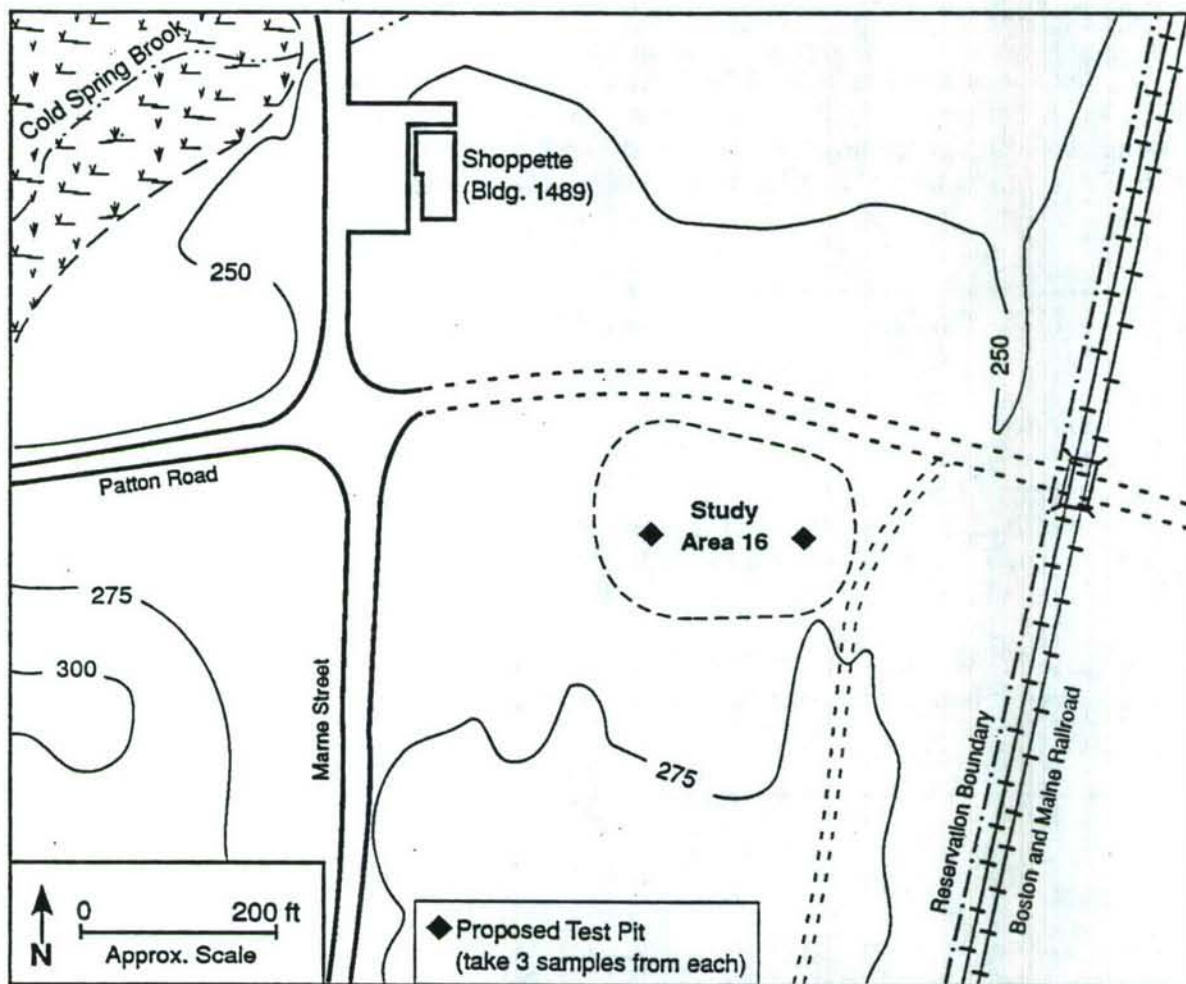 Cold Spring Brook
Shoppette
(Bldg. 1489)
250
250
Patton Road
Study
Area 16
275
300
Marne Street
275
Reservation Boundary
Boston and Maine Railroad
0 200 ft
N
Approx. Scale
Proposed Test Pit
(take 3 samples from each)